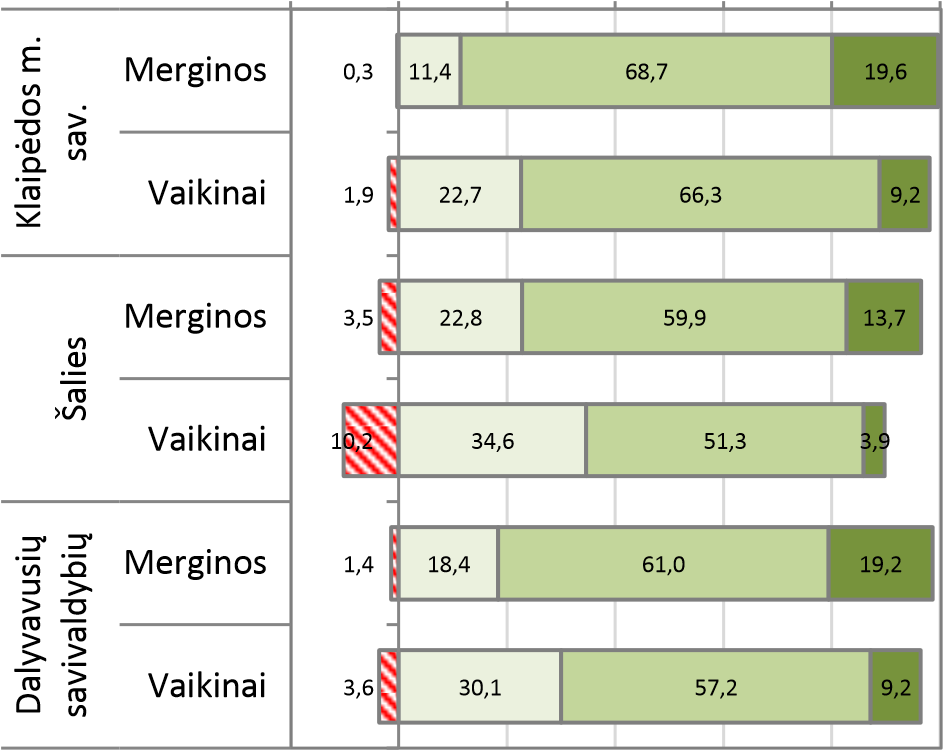 Klaipėdos m.
sav.
Merginos
0,3 11,4 68,7 19,6
Vaikinai
1,9 22,7 66,3 9,2
Šalies
Merginos
3,5 22,8 59,9 13,7
Vaikinai
10,2 34,6 51,3 3,9
Dalyvavusių
savivaldybių
Merginos
1,4 18,4 61,0 19,2
Vaikinai
3,6 30,1 57,2 9,2